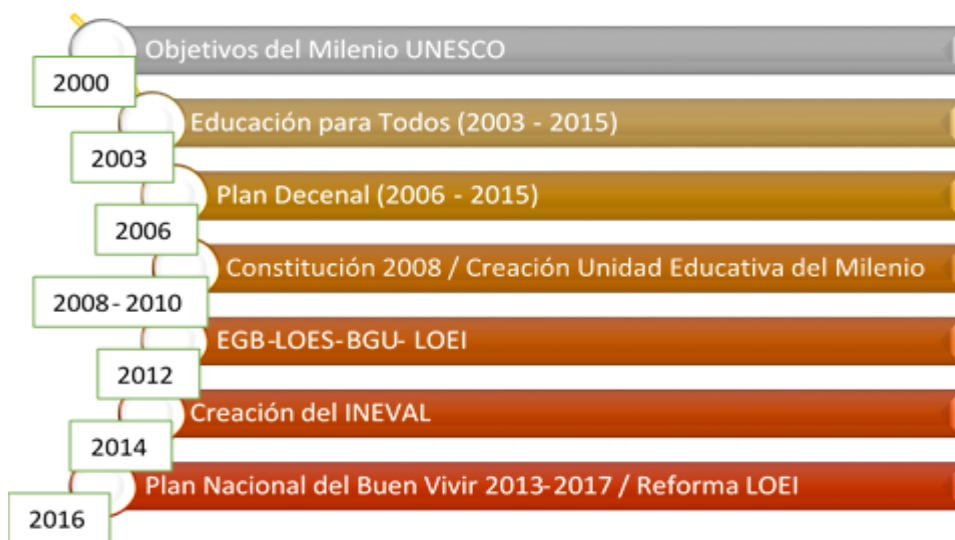 Objetivos del Milenio UNESCO
2000
Educación para Todos (2003 - 2015)
2003
Plan Decenal (2006 - 2015)
2006
Constitución 2008 / Creación Unidad Educativa del Milenio
2008-2010
EGB-LOES-BGU- LOEI
2012
Creación del INEVAL
2014
Plan Nacional del Buen Vivir 2013-2017 / Reforma LOEI
2016